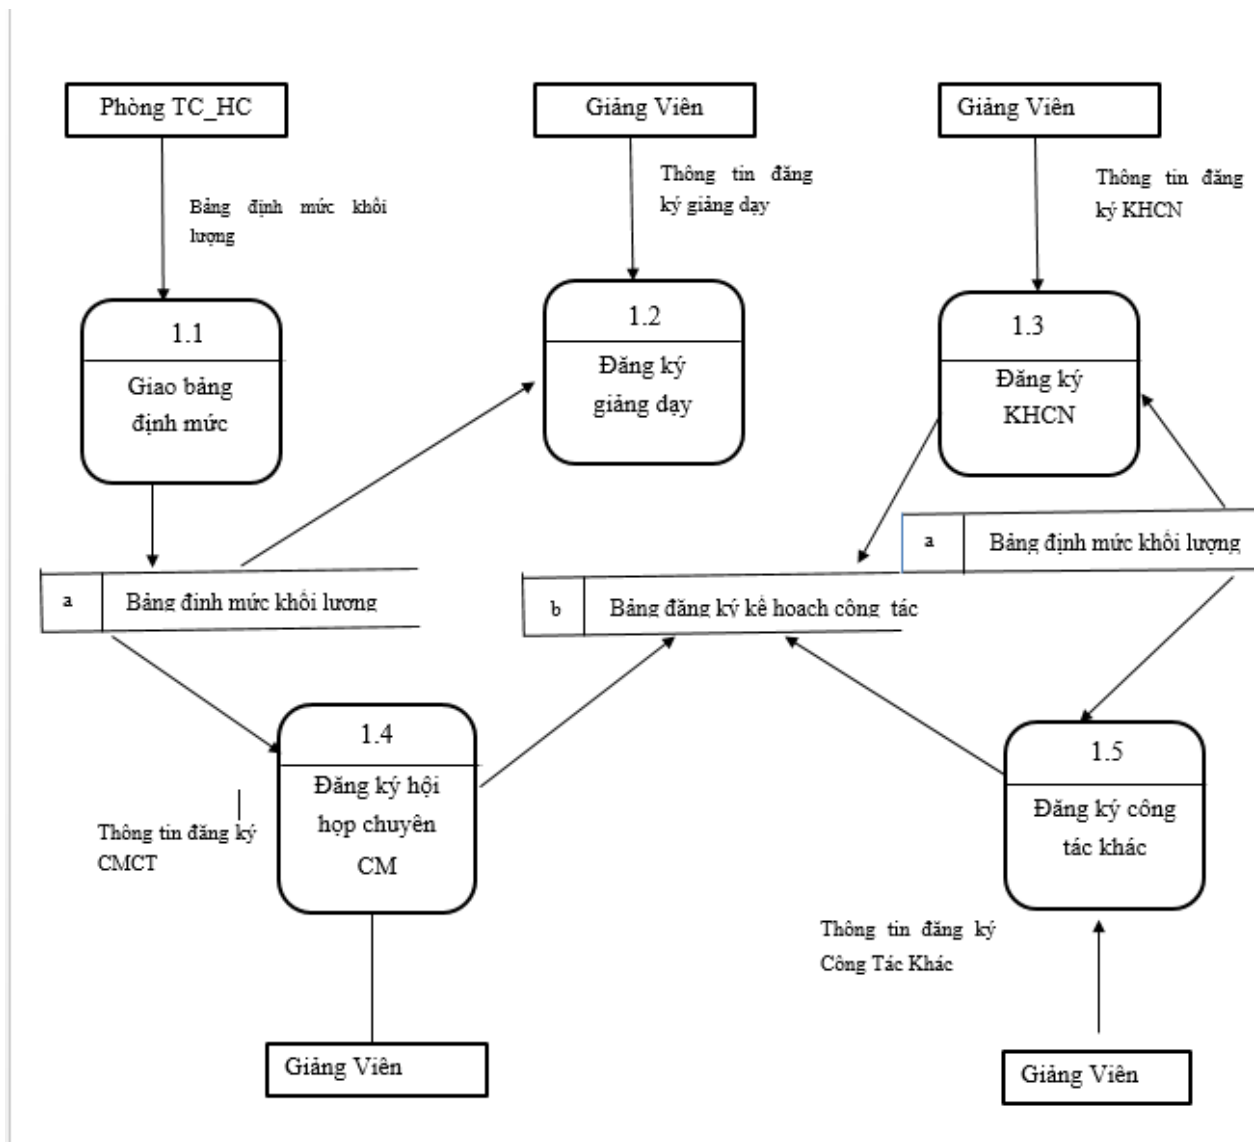 Phòng TC_HC
Giảng Viên
Giảng Viên
Bảng định mức khối
lượng
Thông tin đăng
ký giảng dạy
Thông tin đăng
ký KHCN
1.1
Giao bảng
định mức
1.2
Đăng ký
giảng dạy
1.3
Đăng ký
KHCN
a
Bảng định mức khối lượng
b
Bảng đăng ký kế hoach công tác
a
Bảng định mức khối lượng
1.4
Đăng ký hội
họp chuyên
CM
Thông tin đăng ký
CMCT
1.5
Đăng ký công
tác khác
Thông tin đăng ký
Công Tác Khác
Giảng Viên
Giảng Viên